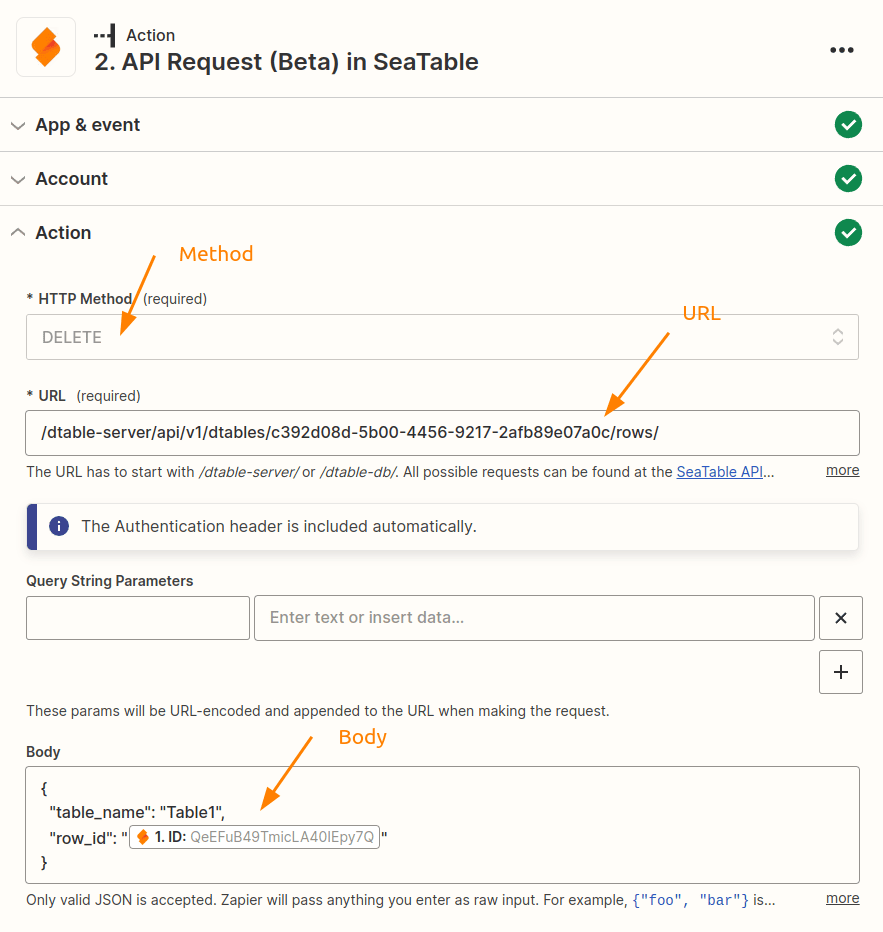 Action
2. API Request (Beta) in SeaTable
App & event
Account
Action
Method
* HTTP Method (required)
URL
DELETE
* URL (required)
/dtable-server/api/v1/dtables/c392d08d-5b00-4456-9217-2afb89e07a0c/rows/
The URL has to start with /dtable-server/ or /dtable-db/. All possible requests can be found at the SeaTable API... more
The Authentication header is included automatically.
Query String Parameters
Enter text or insert data...
These params will be URL-encoded and appended to the URL when making the request.
Body
Body
{
"table_name": "Table1",
"row_id": "1. ID: QeEFuB49TmicLA40IEpy7Q"
}
Only valid JSON is accepted. Zapier will pass anything you enter as raw input. For example, {"foo", "bar"} is... more